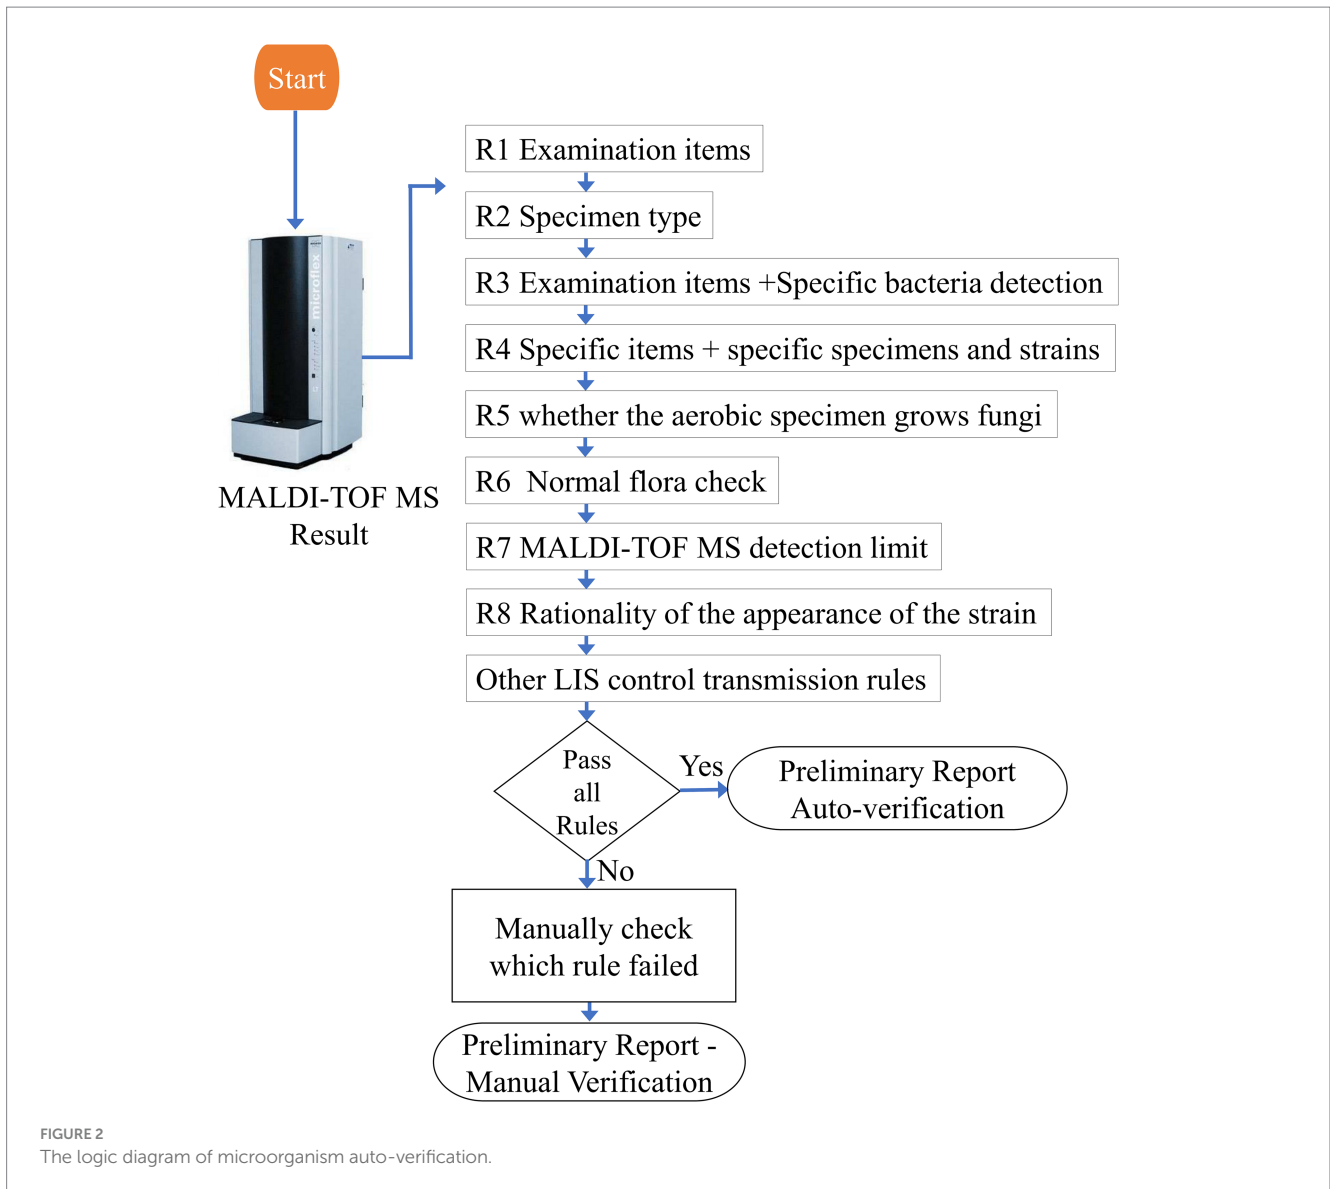 Start
microflex
MALDI-TOF MS
Result
R1 Examination items
R2 Specimen type
R3 Examination items +Specific bacteria detection
R4 Specific items + specific specimens and strains
R5 whether the aerobic specimen grows fungi
R6 Normal flora check
R7 MALDI-TOF MS detection limit
R8 Rationality of the appearance of the strain
Other LIS control transmission rules
Pass
all
Rules
Yes
Preliminary Report
Auto-verification
No
Manually check
which rule failed
Preliminary Report -
Manual Verification
FIGURE 2
The logic diagram of microorganism auto-verification.